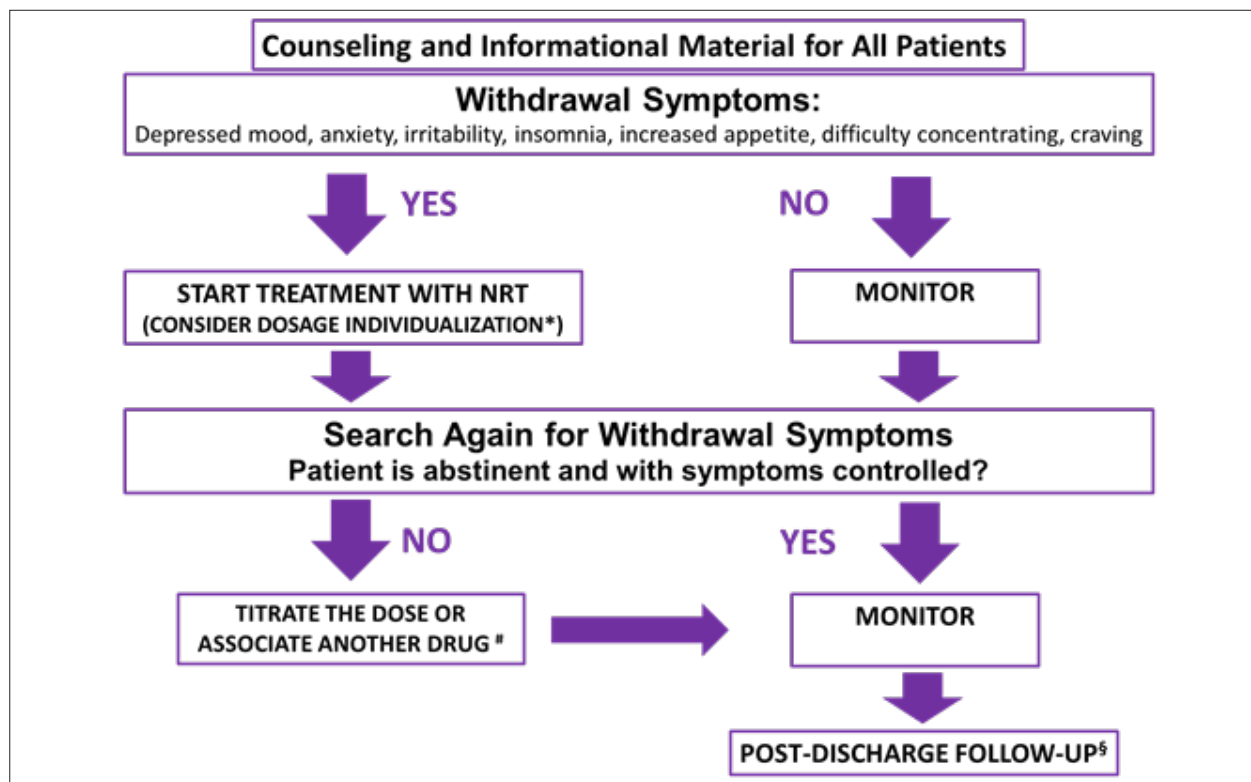 Counseling and Informational Material for All Patients
Withdrawal Symptoms:
Depressed mood, anxiety, irritability, insomnia, increased appetite, difficulty concentrating, craving
YES
NO
START TREATMENT WITH NRT
(CONSIDER DOSAGE INDIVIDUALIZATION*)
MONITOR
Search Again for Withdrawal Symptoms
Patient is abstinent and with symptoms controlled?
NO
YES
TITRATE THE DOSE OR
ASSOCIATE ANOTHER DRUG #
MONITOR
POST-DISCHARGE FOLLOW-UP§